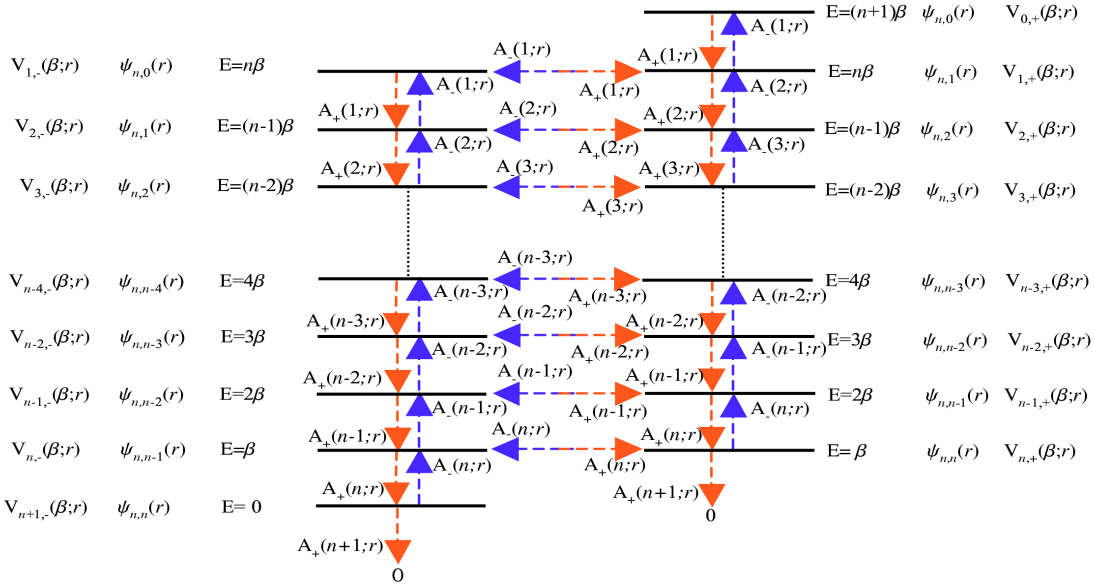 E=(n+1)β ψn,0(r) V0,+(β;r)
A-(1;r)
A+(1;r)
V1,-(β;r) ψn,0(r) E=nβ A-(1;r) E=nβ ψn,1(r) V1,+(β;r)
A-(1;r) A+(1;r) A-(2;r)
A+(1;r) A-(2;r) A+(2;r)
V2,-(β;r) ψn,1(r) E=(n-1)β E=(n-1)β ψn,2(r) V2,+(β;r)
A-(2;r) A+(2;r) A-(3;r)
A+(2;r) A-(3;r) A+(3;r)
V3,-(β;r) ψn,2(r) E=(n-2)β E=(n-2)β ψn,3(r) V3,+(β;r)
A+(3;r)
A-(n-3;r)
Vn-4,-(β;r) ψn,n-4(r) E=4β E=4β ψn,n-3(r) Vn-3,+(β;r)
A-(n-3;r) A+(n-3;r) A-(n-2;r)
A+(n-3;r) A-(n-2;r) A+(n-2;r)
Vn-2,-(β;r) ψn,n-3(r) E=3β E=3β ψn,n-2(r) Vn-2,+(β;r)
A-(n-2;r) A+(n-2;r) A-(n-1;r)
A+(n-2;r) A-(n-1;r) A+(n-1;r)
Vn-1,-(β;r) ψn,n-2(r) E=2β E=2β ψn,n-1(r) Vn-1,+(β;r)
A-(n-1;r) A+(n-1;r) A-(n;r)
A+(n-1;r) A-(n;r) A+(n;r)
Vn,-(β;r) ψn,n-1(r) E=β E= β ψn,n(r) Vn,+(β;r)
A-(n;r) A+(n;r)
A+(n;r) A+(n+1;r)
Vn+1,-(β;r) ψn,n(r) E= 0 0
A+(n+1;r)
0